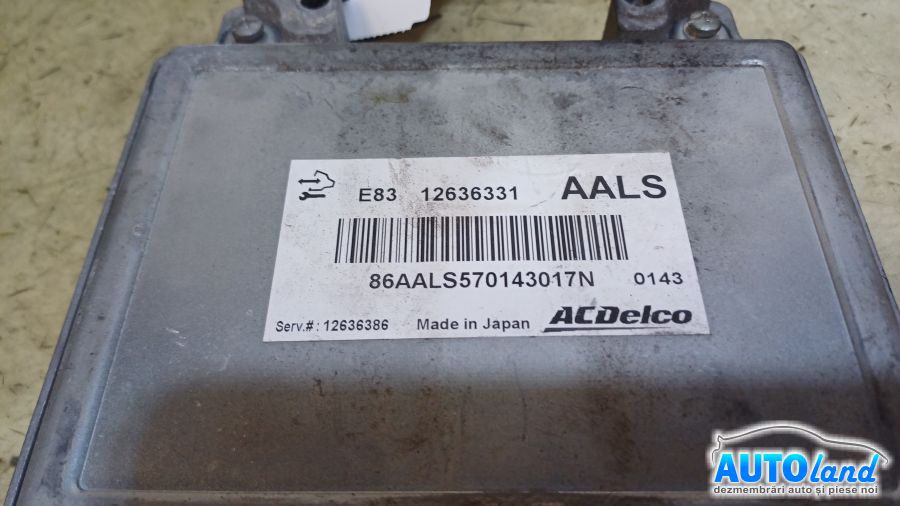 E83 12636331 AALS
86AALS570143017N 0143
Serv.#: 12636386 Made in Japan ACDelco
AUTOland
dezmembrări auto și piese noi